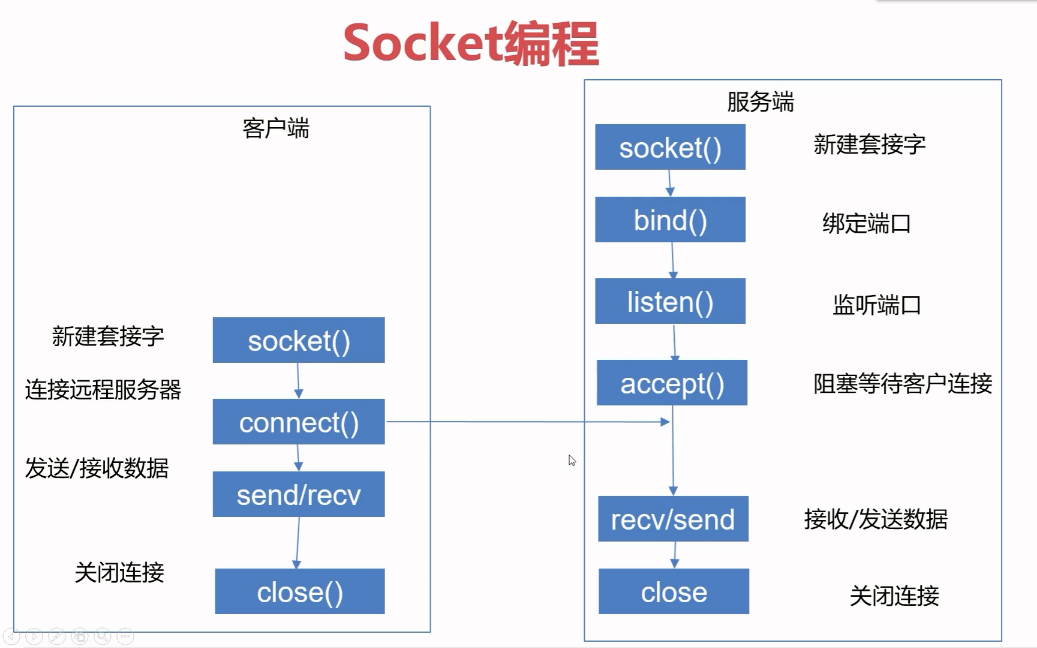 Socket编程
客户端
新建套接字
socket()
连接远程服务器
connect()
发送/接收数据
send/recv
关闭连接
close()
服务端
socket()
新建套接字
bind()
绑定端口
listen()
监听端口
accept()
阻塞等待客户连接
recv/send
接收/发送数据
close
关闭连接